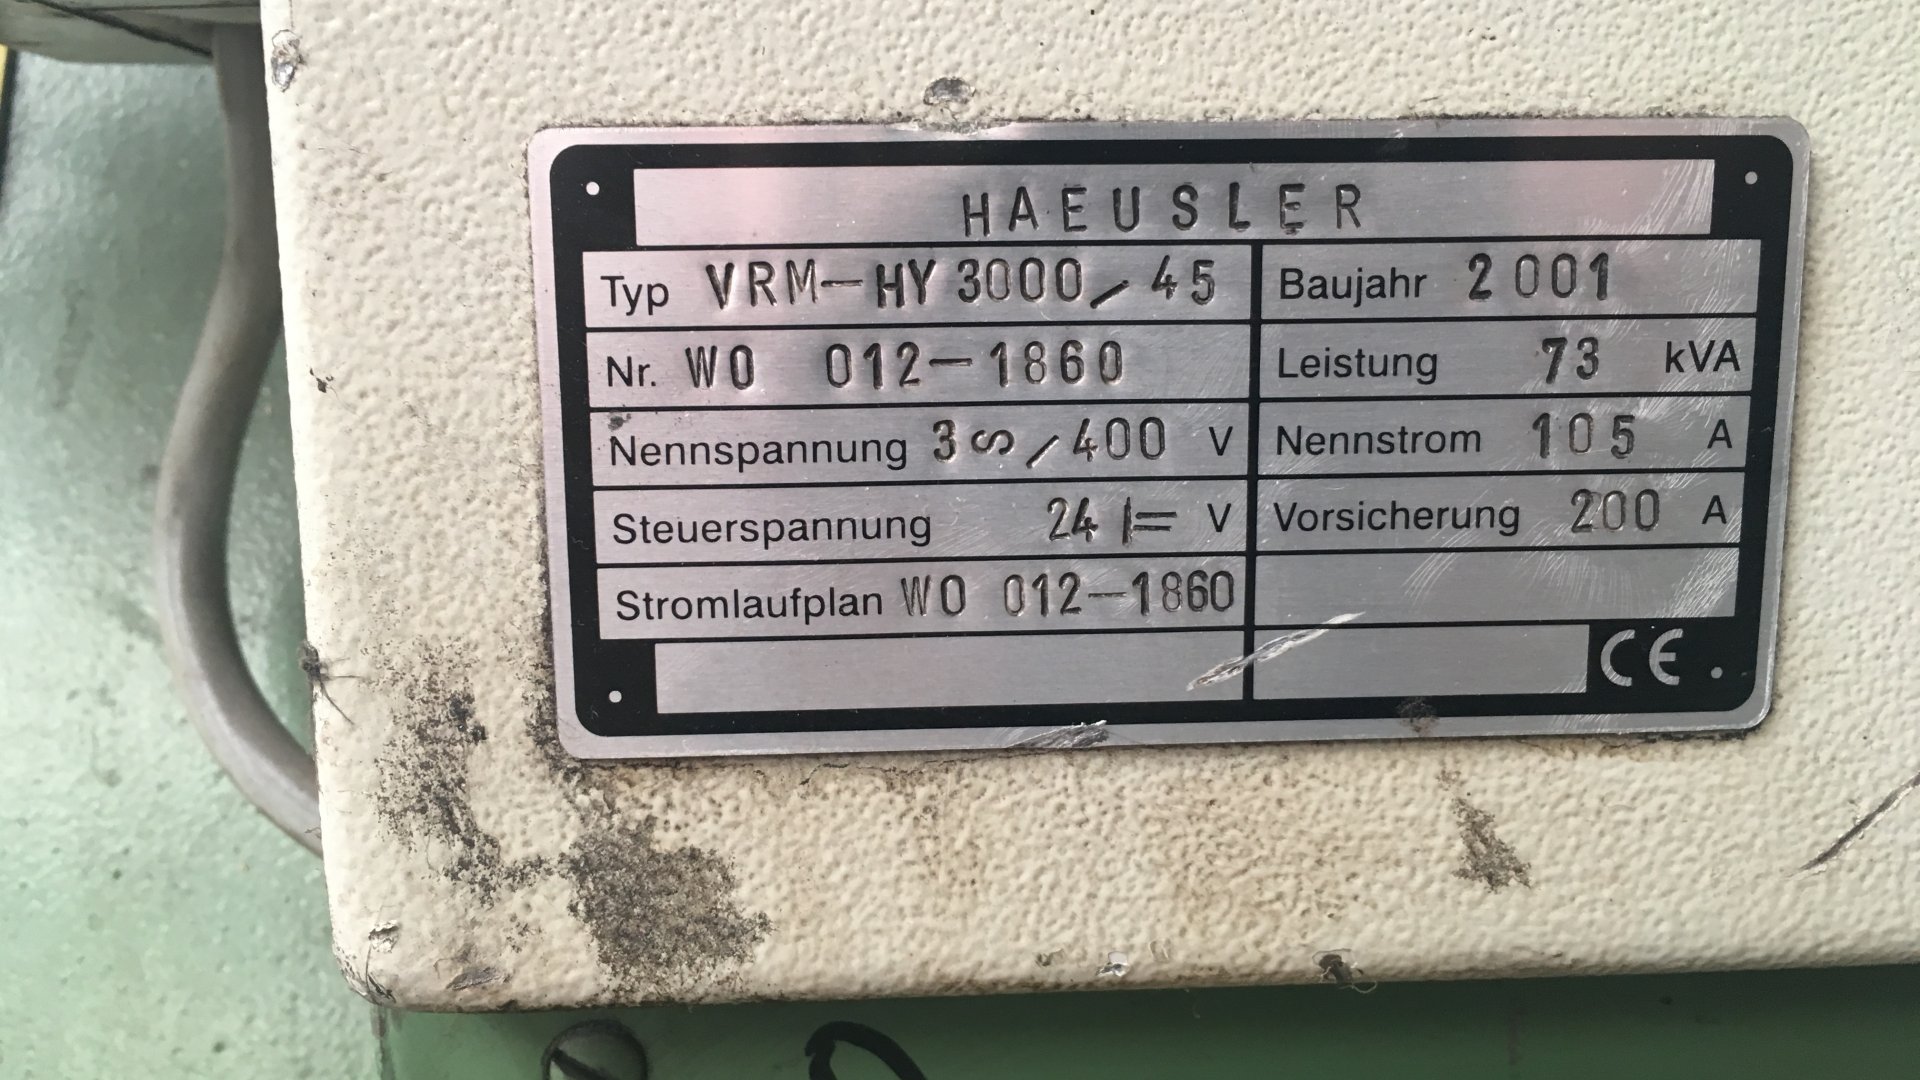 HAEUSLER
Typ VRM-HY 3000/45 Baujahr 2001
Nr. WO 012-1860 Leistung 73 kVA
Nennspannung 3∽/400 V Nennstrom 105 A
Steuerspannung 24 |= V Vorsicherung 200 A
Stromlaufplan WO 012-1860
CE